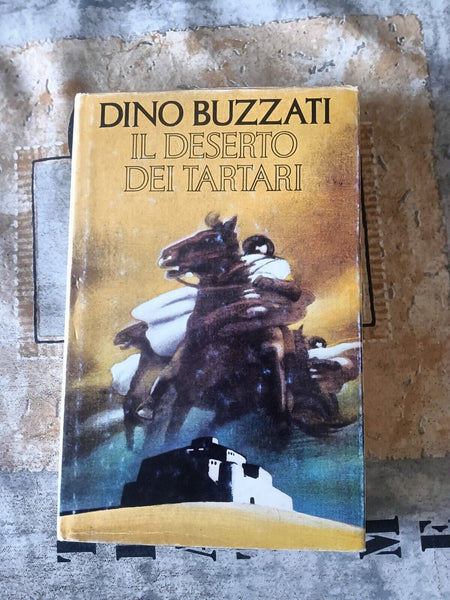 DINO BUZZATI
IL DESERTO
DEI TARTARI